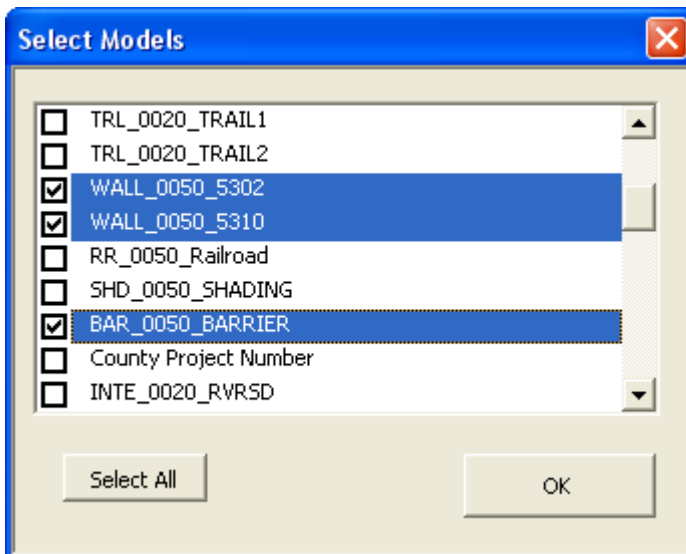 Select Models
TRL_0020_TRAIL1
TRL_0020_TRAIL2
WALL_0050_5302
WALL_0050_5310
RR_0050_Railroad
SHD_0050_SHADING
BAR_0050_BARRIER
County Project Number
INTE_0020_RVRSD
Select All
OK